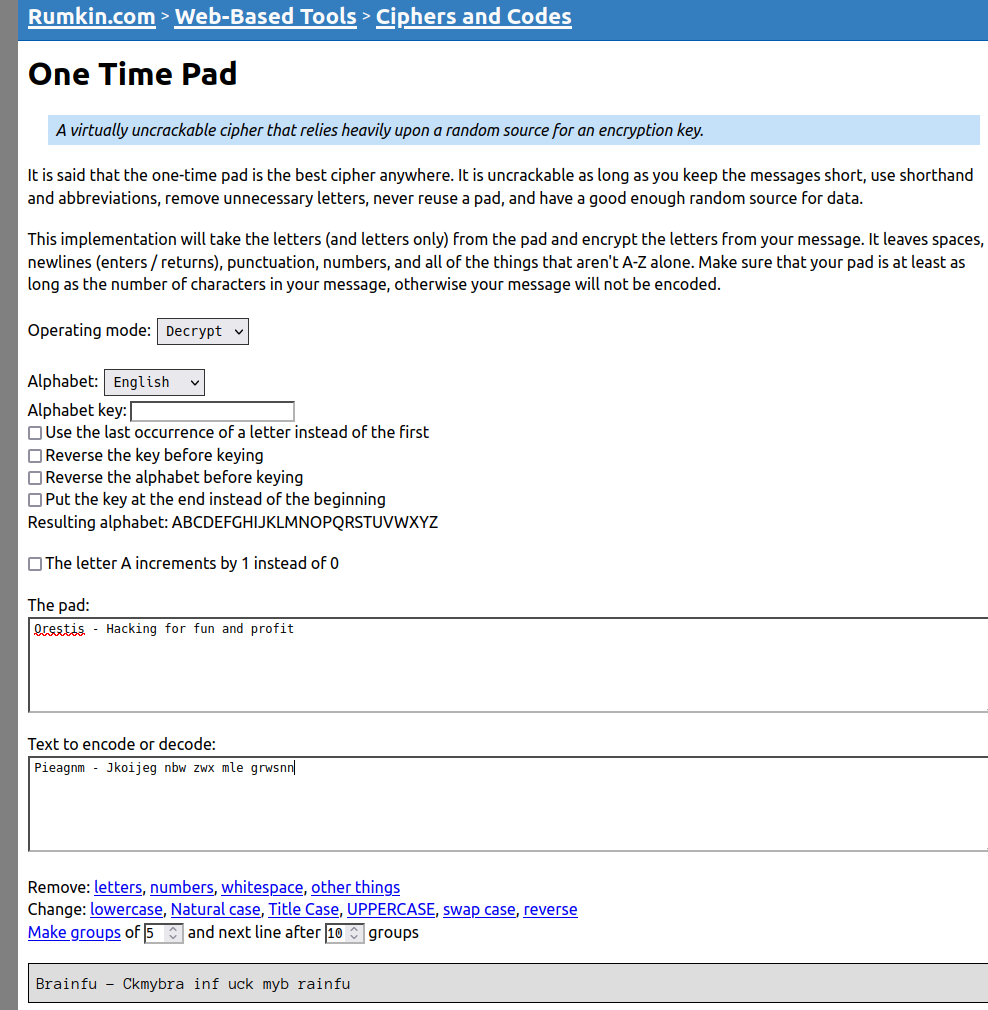 Rumkin.com > Web-Based Tools > Ciphers and Codes
One Time Pad
A virtually uncrackable cipher that relies heavily upon a random source for an encryption key.
It is said that the one-time pad is the best cipher anywhere. It is uncrackable as long as you keep the messages short, use shorthand
and abbreviations, remove unnecessary letters, never reuse a pad, and have a good enough random source for data.
This implementation will take the letters (and letters only) from the pad and encrypt the letters from your message. It leaves spaces,
newlines (enters / returns), punctuation, numbers, and all of the things that aren't A-Z alone. Make sure that your pad is at least as
long as the number of characters in your message, otherwise your message will not be encoded.
Operating mode: Decrypt
Alphabet: English
Alphabet key:
Use the last occurrence of a letter instead of the first
Reverse the key before keying
Reverse the alphabet before keying
Put the key at the end instead of the beginning
Resulting alphabet: ABCDEFGHIJKLMNOPQRSTUVWXYZ
The letter A increments by 1 instead of 0
The pad:
Orestis - Hacking for fun and profit
Text to encode or decode:
Pieagnm - Jkoijeg nbw zwx mle grwsnn
Remove: letters, numbers, whitespace, other things
Change: lowercase, Natural case, Title Case, UPPERCASE, swap case, reverse
Make groups of 5 and next line after 10 groups
Brainfu – Ckmybra inf uck myb rainfu